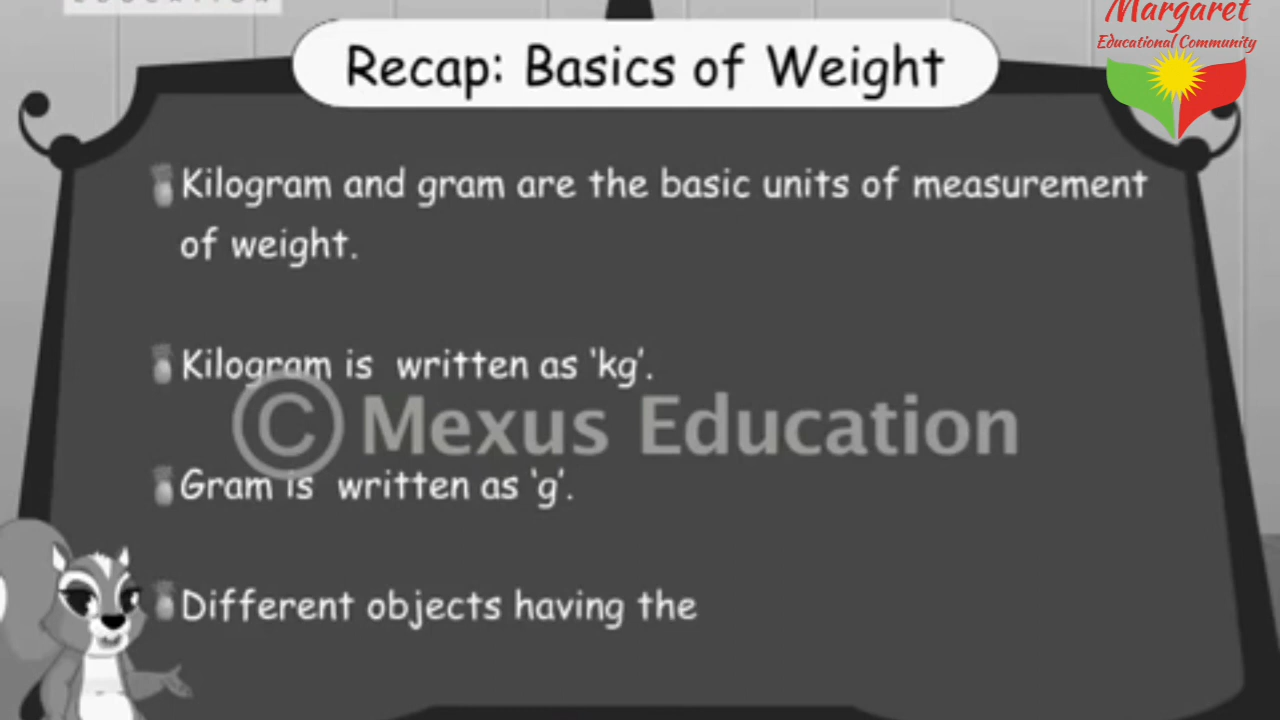 EDUCATION
Margaret
Educational Community
Recap: Basics of Weight
Kilogram and gram are the basic units of measurement
of weight.
Kilogram is written as ‘kg’.
© Mexus Education
Gram is written as ‘g’.
Different objects having the